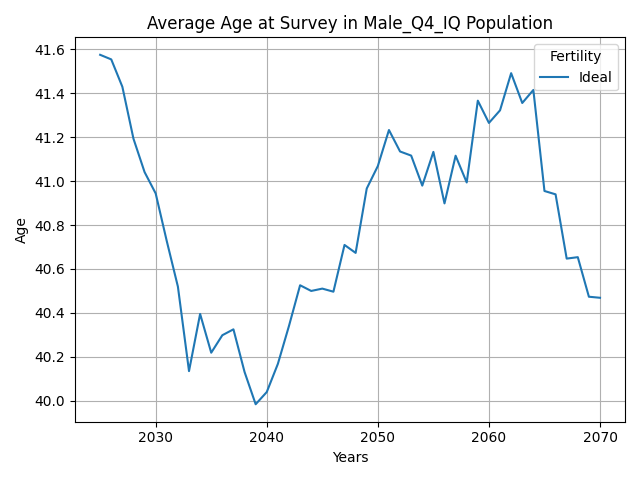 Average Age at Survey in Male_Q4_IQ Population
Fertility
Ideal
Age
41.6
41.4
41.2
41.0
40.8
40.6
40.4
40.2
40.0
2030 2040 2050 2060 2070
Years